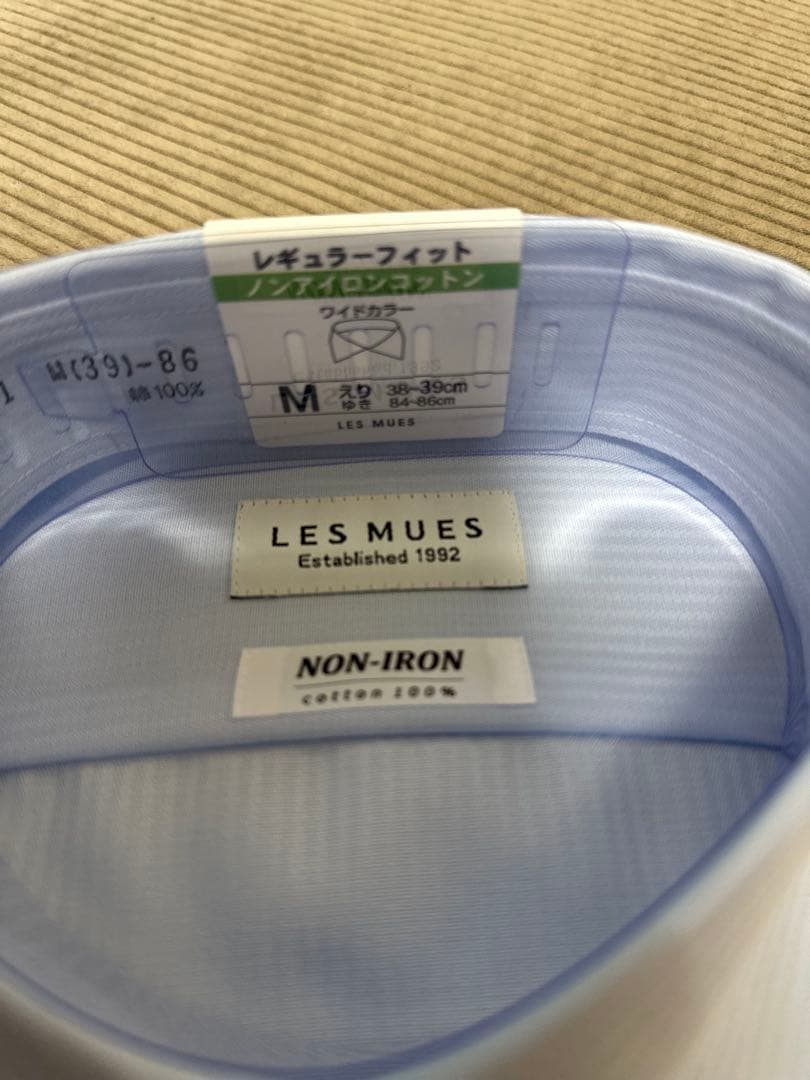 レギュラーフィット
ノンアイロンコットン
ワイドカラー
M(39)-86
綿100%
M えり 38-39cm
ゆき 84-86cm
LES MUES
LES MUES
Established 1992
NON-IRON
cotton 100%